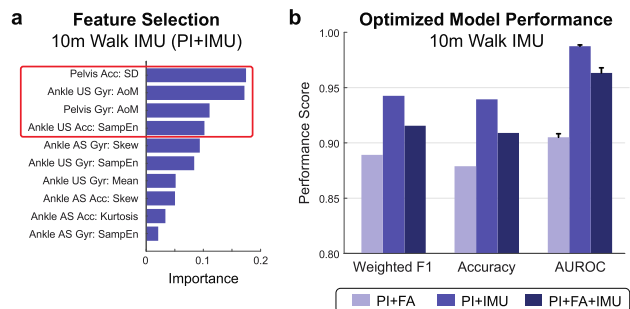 a
Feature Selection
10m Walk IMU (PI+IMU)
Pelvis Acc: SD
Ankle US Gyr: AoM
Pelvis Gyr: AoM
Ankle US Acc: SampEn
Ankle AS Gyr: Skew
Ankle US Gyr: SampEn
Ankle US Gyr: Mean
Ankle AS Acc: Skew
Ankle AS Acc: Kurtosis
Ankle AS Gyr: SampEn
0 0.1 0.2
Importance
b
Optimized Model Performance
10m Walk IMU
Performance Score
1.00
0.95
0.90
0.85
0.80
Weighted F1 Accuracy AUROC
PI+FA PI+IMU PI+FA+IMU